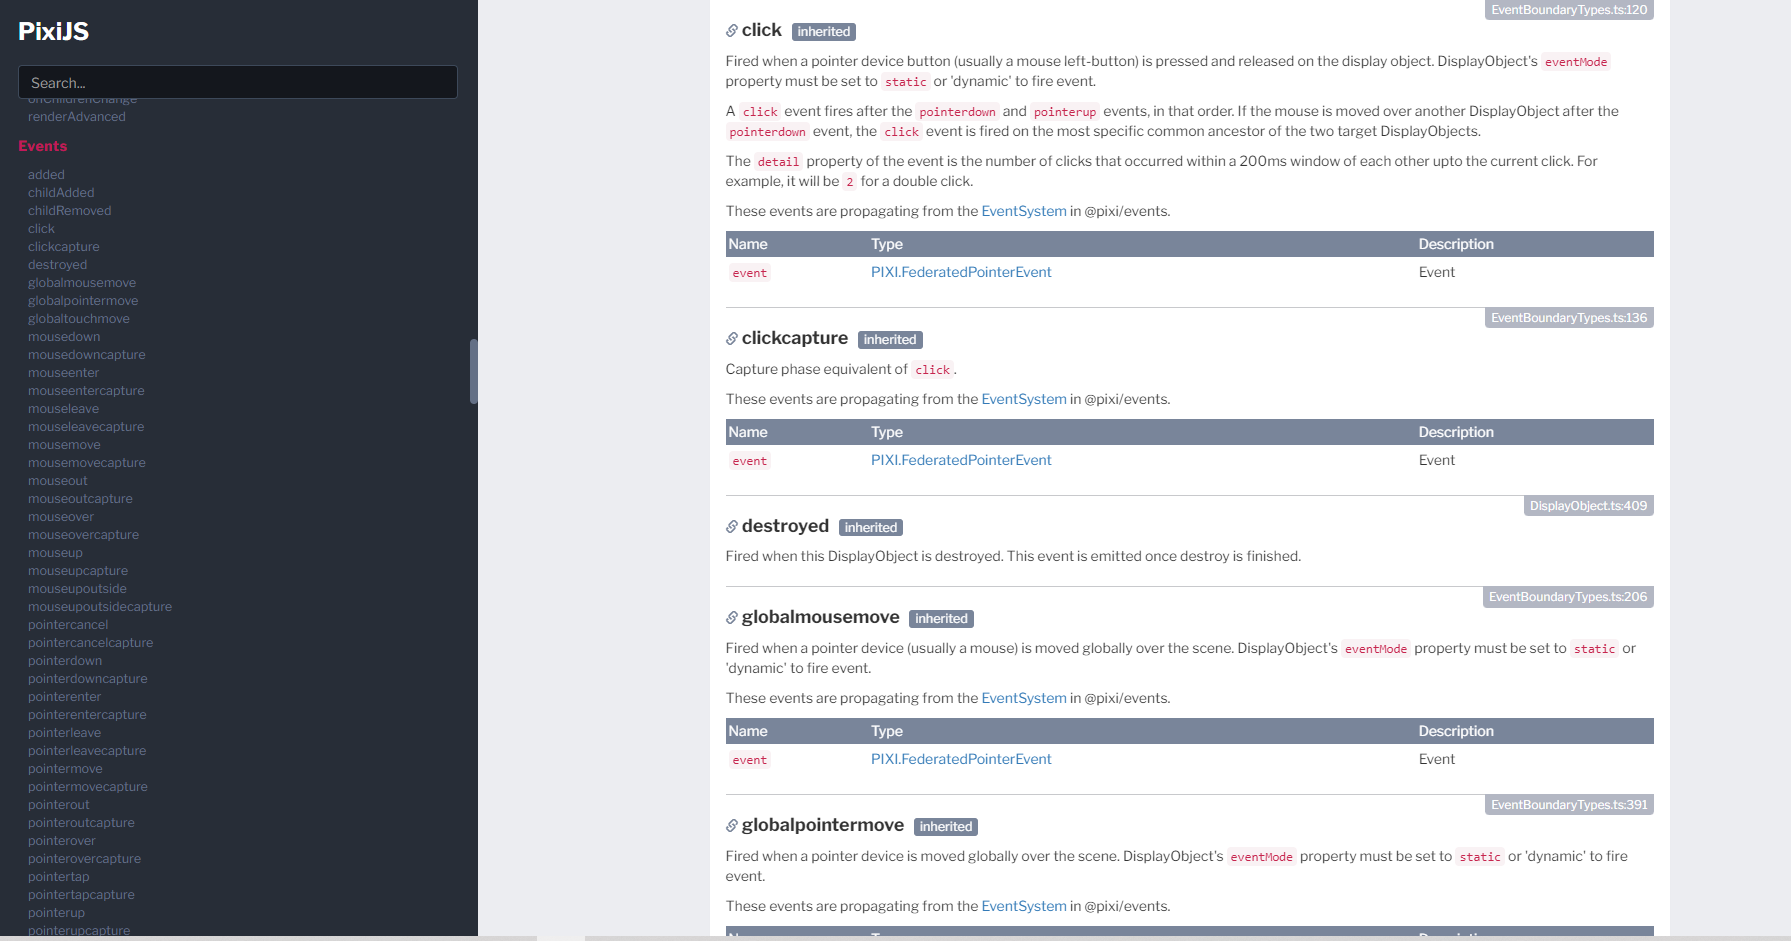 PixiJS
Search...
onChildrenChange
renderAdvanced
Events
added
childAdded
childRemoved
click
clickcapture
destroyed
globalmousemove
globalpointermove
globaltouchmove
mousedown
mousedowncapture
mouseenter
mouseentercapture
mouseleave
mouseleavecapture
mousemove
mousemovecapture
mouseout
mouseoutcapture
mouseover
mouseovercapture
mouseup
mouseupcapture
mouseupoutside
mouseupoutsidecapture
pointercancel
pointercancelcapture
pointerdown
pointerdowncapture
pointerenter
pointerentercapture
pointerleave
pointerleavecapture
pointermove
pointermovecapture
pointerout
pointeroutcapture
pointerover
pointerovercapture
pointertap
pointertapcapture
pointerup
pointerupcapture
EventBoundaryTypes.ts:120
click inherited
Fired when a pointer device button (usually a mouse left-button) is pressed and released on the display object. DisplayObject's eventMode
property must be set to static or 'dynamic' to fire event.
A click event fires after the pointerdown and pointerup events, in that order. If the mouse is moved over another DisplayObject after the
pointerdown event, the click event is fired on the most specific common ancestor of the two target DisplayObjects.
The detail property of the event is the number of clicks that occurred within a 200ms window of each other upto the current click. For
example, it will be 2 for a double click.
These events are propagating from the EventSystem in @pixi/events.
Name Type Description
event PIXI.FederatedPointerEvent Event
EventBoundaryTypes.ts:136
clickcapture inherited
Capture phase equivalent of click.
These events are propagating from the EventSystem in @pixi/events.
Name Type Description
event PIXI.FederatedPointerEvent Event
DisplayObject.ts:409
destroyed inherited
Fired when this DisplayObject is destroyed. This event is emitted once destroy is finished.
EventBoundaryTypes.ts:206
globalmousemove inherited
Fired when a pointer device (usually a mouse) is moved globally over the scene. DisplayObject's eventMode property must be set to static or
'dynamic' to fire event.
These events are propagating from the EventSystem in @pixi/events.
Name Type Description
event PIXI.FederatedPointerEvent Event
EventBoundaryTypes.ts:391
globalpointermove inherited
Fired when a pointer device is moved globally over the scene. DisplayObject's eventMode property must be set to static or 'dynamic' to fire
event.
These events are propagating from the EventSystem in @pixi/events.